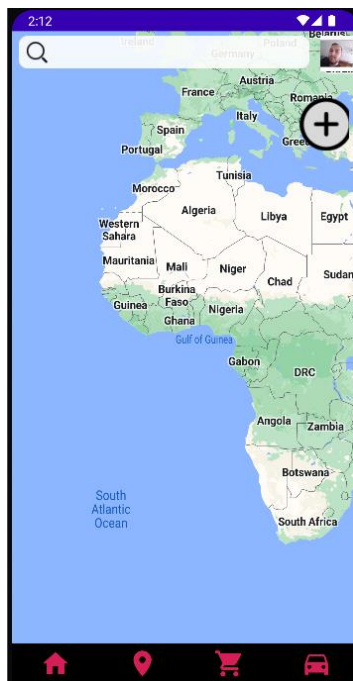 2:12
Ireland
Poland
Belarus
Germany
Austria
France
Romania
Italy
Spain
Greec
Portugal
Tunisia
Morocco
Algeria
Libya
Egypt
Western
Sahara
Mauritania
Mali
Niger
Chad
Sudan
Burkina
Faso
Guinea
Nigeria
Ghana
Gulf of Guinea
Gabon
DRC
Angola
Zambia
Botswana
South
Atlantic
Ocean
South Africa